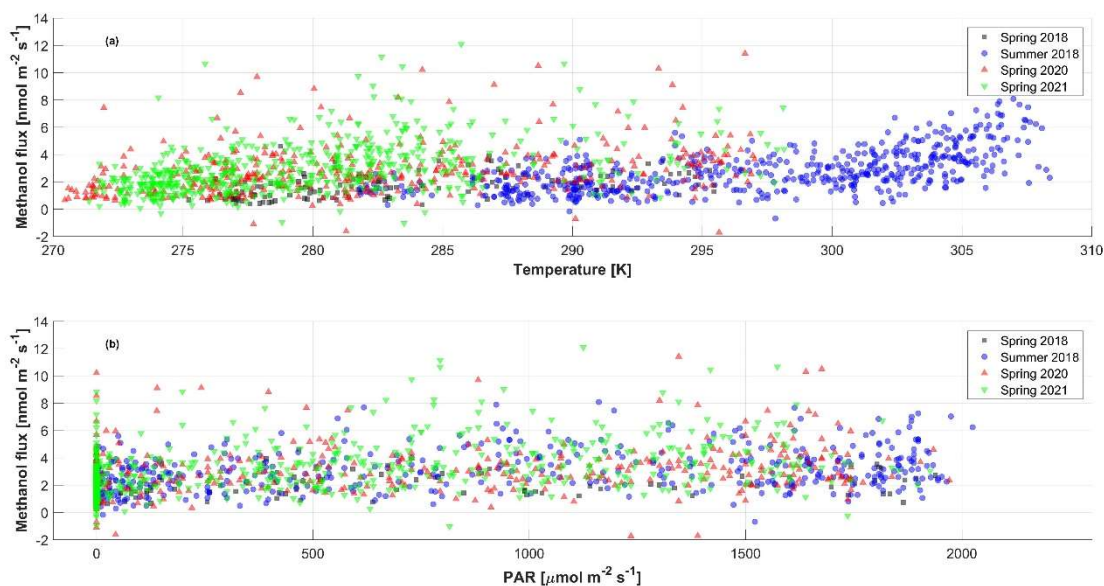 14
12
10
8
6
4
2
0
-2
Methanol flux [nmol m⁻² s⁻¹]
(a)
Spring 2018
Summer 2018
Spring 2020
Spring 2021
270 275 280 285 290 295 300 305 310
Temperature [K]
14
12
10
8
6
4
2
0
-2
Methanol flux [nmol m⁻² s⁻¹]
(b)
Spring 2018
Summer 2018
Spring 2020
Spring 2021
0 500 1000 1500 2000
PAR [μmol m⁻² s⁻¹]